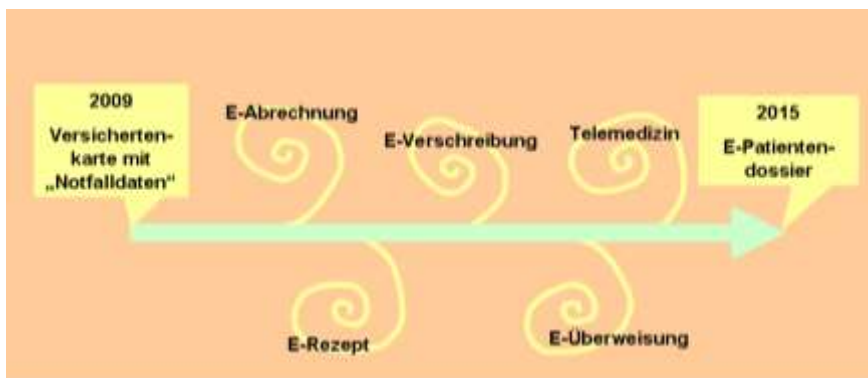 2009
Versicherten-
karte mit
„Notfalldaten“
E-Abrechnung
E-Verschreibung
Telemedizin
2015
E-Patienten-
dossier
E-Rezept
E-Überweisung